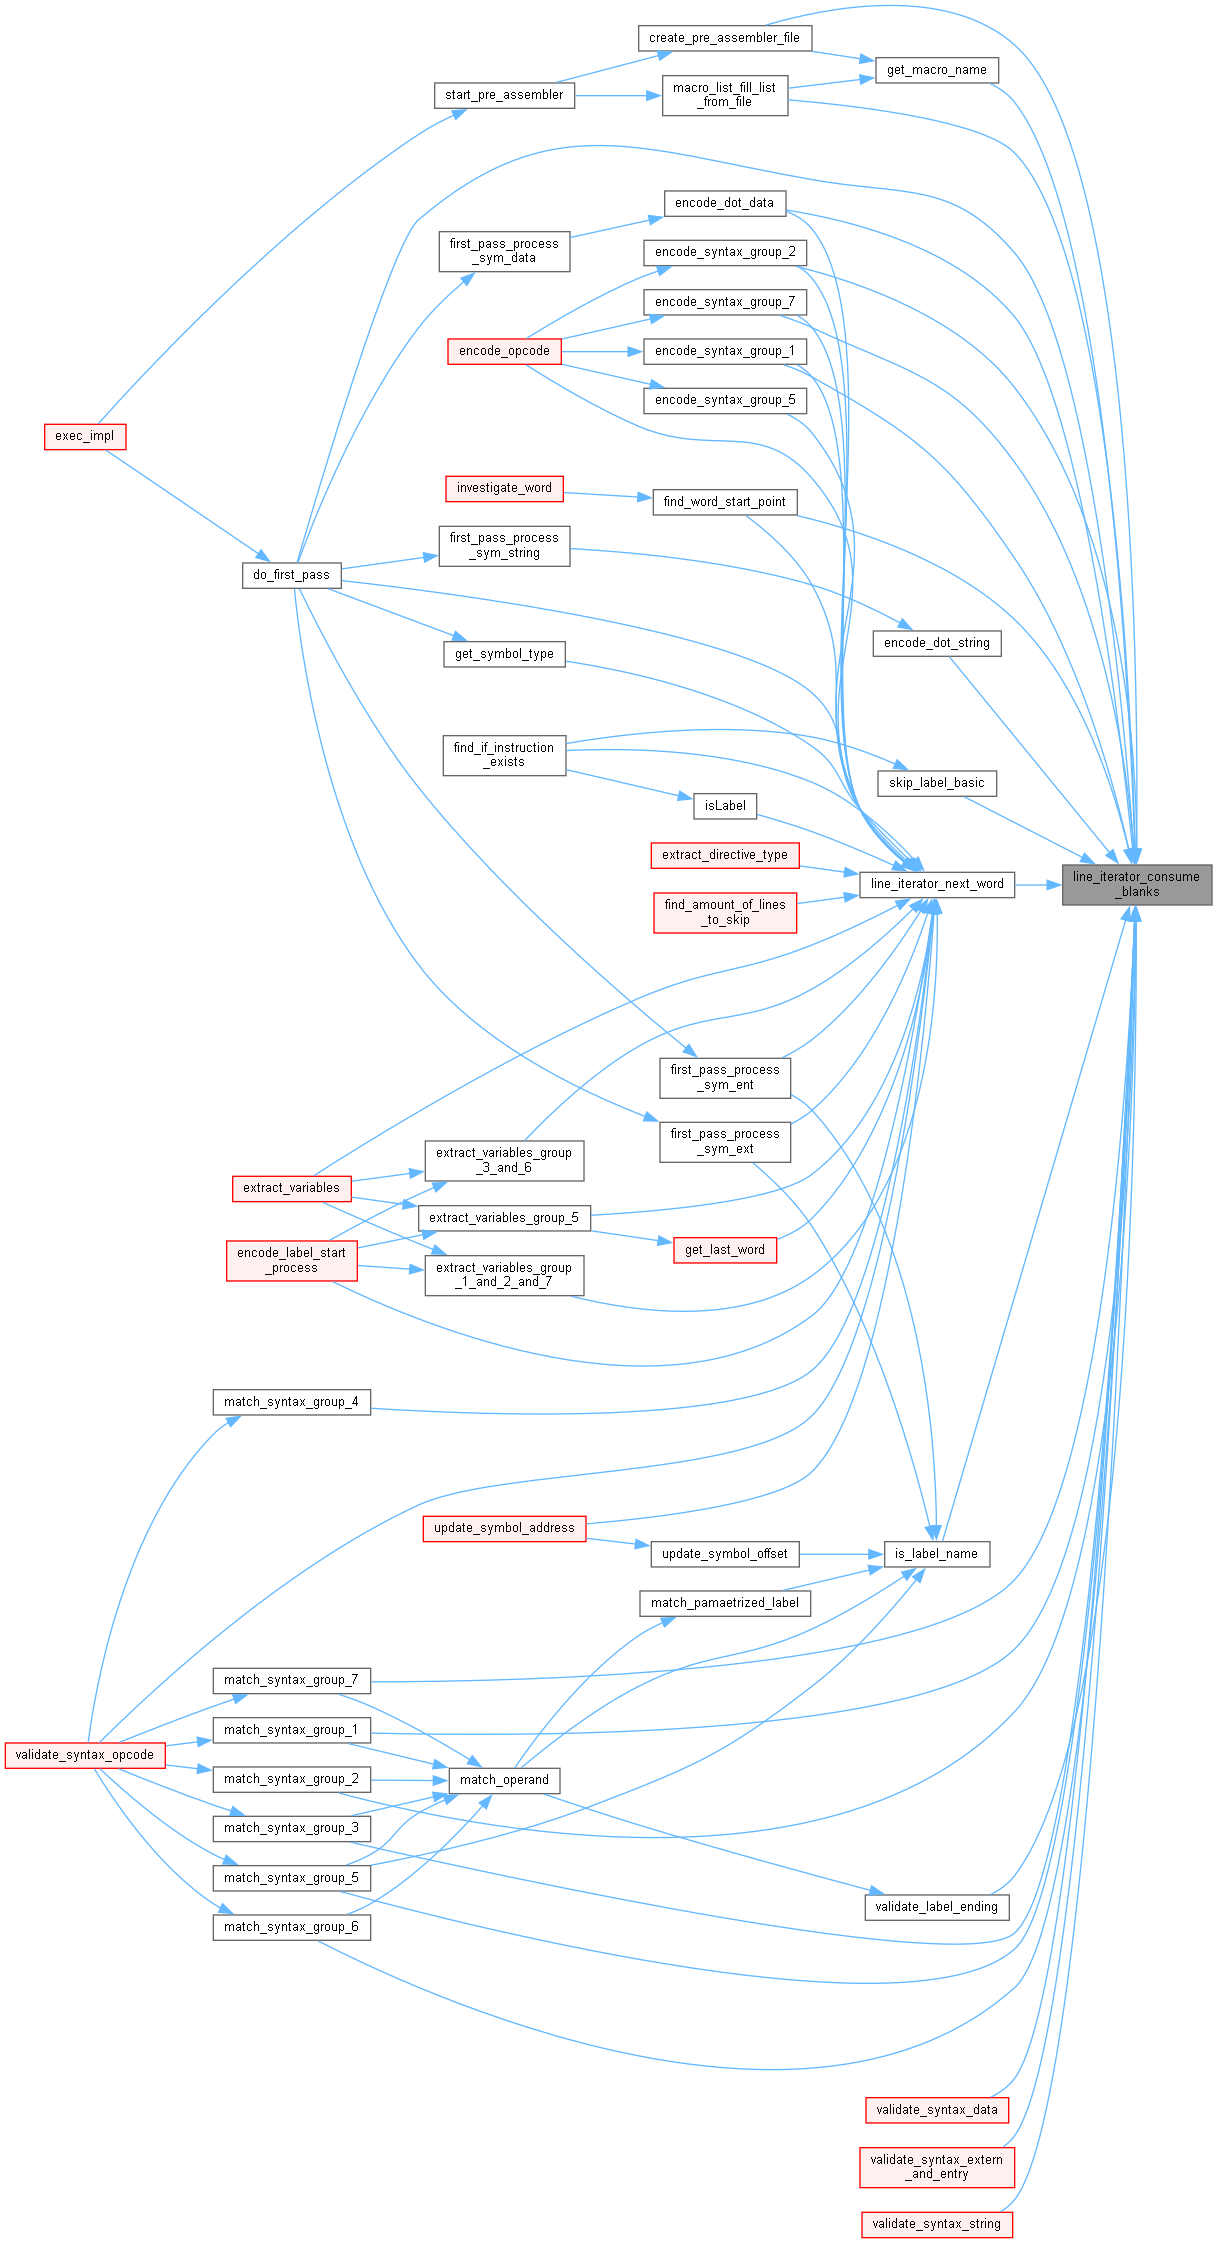 create_pre_assembler_file
get_macro_name
start_pre_assembler
macro_list_fill_list
_from_file
encode_dot_data
first_pass_process
_sym_data
encode_syntax_group_2
encode_syntax_group_7
encode_opcode
encode_syntax_group_1
encode_syntax_group_5
exec_impl
investigate_word
find_word_start_point
first_pass_process
_sym_string
do_first_pass
encode_dot_string
get_symbol_type
find_if_instruction
_exists
skip_label_basic
isLabel
extract_directive_type
line_iterator_next_word
line_iterator_consume
_blanks
find_amount_of_lines
_to_skip
first_pass_process
_sym_ent
first_pass_process
_sym_ext
extract_variables_group
_3_and_6
extract_variables
extract_variables_group_5
get_last_word
encode_label_start
_process
extract_variables_group
_1_and_2_and_7
match_syntax_group_4
update_symbol_address
update_symbol_offset
is_label_name
match_pamaetrized_label
match_syntax_group_7
match_syntax_group_1
validate_syntax_opcode
match_syntax_group_2
match_operand
match_syntax_group_3
match_syntax_group_5
validate_label_ending
match_syntax_group_6
validate_syntax_data
validate_syntax_extern
_and_entry
validate_syntax_string